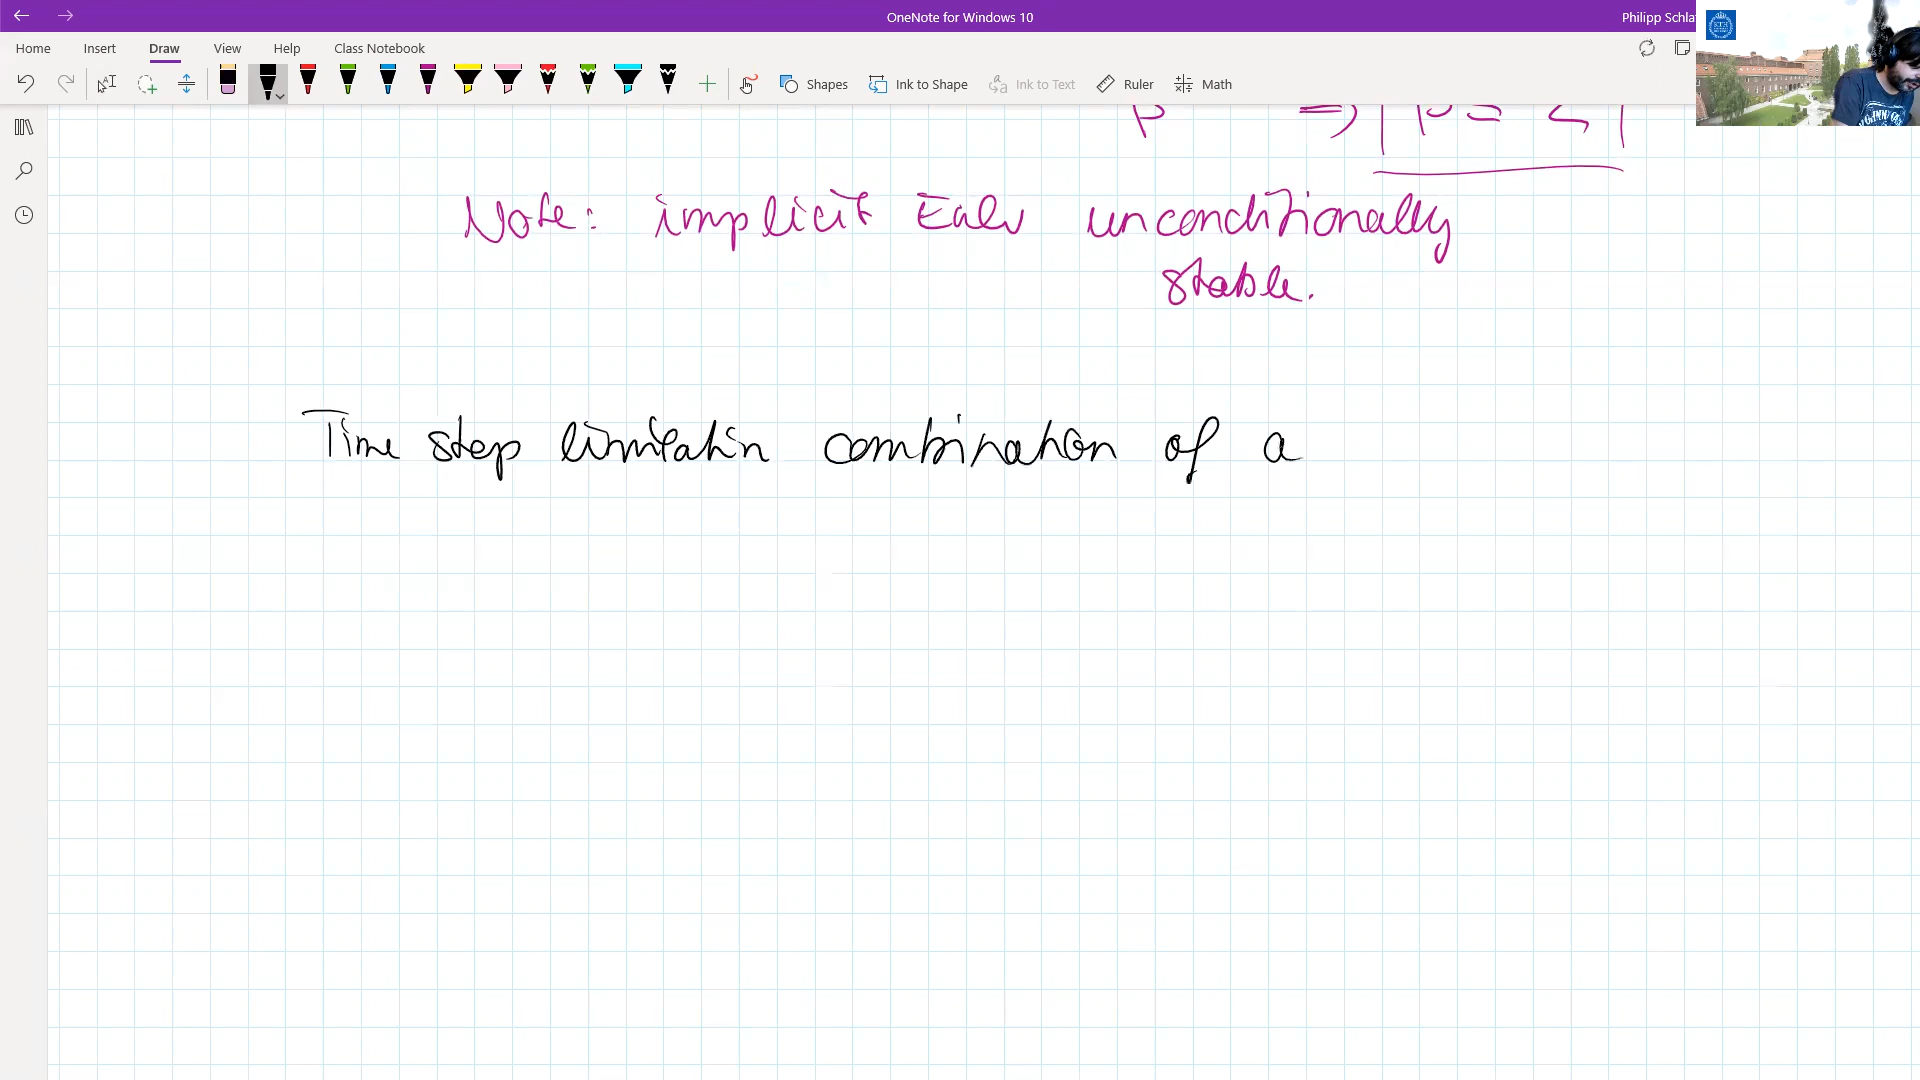 OneNote for Windows 10
Philipp Schla
Home Insert Draw View Help Class Notebook
Shapes Ink to Shape Ink to Text Ruler Math
Note: implicit Euler unconditionally
stable.
Time step limitation combination of a